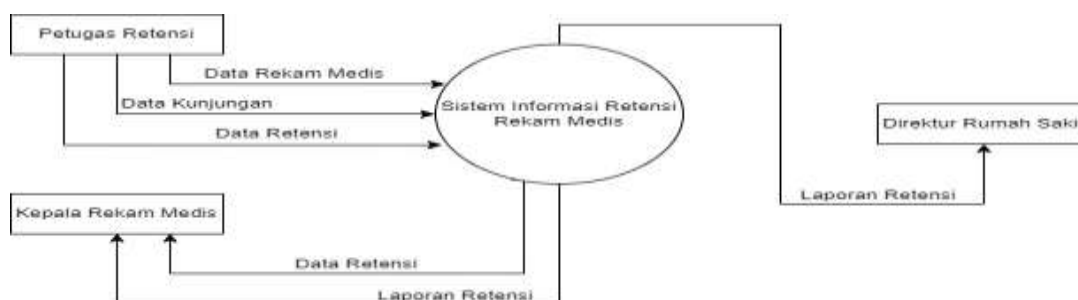 Petugas Retensi
Data Rekam Medis
Data Kunjungan
Data Retensi
Sistem Informasi Retensi
Rekam Medis
Direktur Rumah Saki
Laporan Retensi
Kepala Rekam Medis
Data Retensi
Laporan Retensi